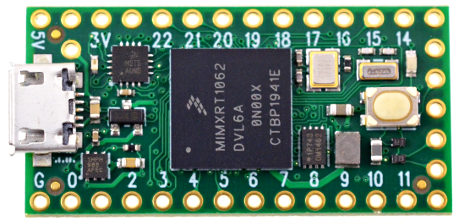 5V 3V 22 21 20 19 18 17 16 15 14
MIMXRT1062
DVL6A
0N00X
CTBP1941E
G 0 2 3 4 5 6 7 8 9 10 11